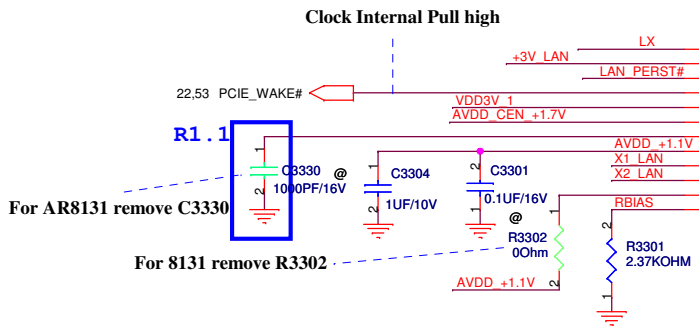 Clock Internal Pull high
LX
+3V_LAN
LAN_PERST#
22,53 PCIE_WAKE#
VDD3V_1
AVDD_CEN_+1.7V
R1.1
AVDD_+1.1V
1
C3330
2
1000PF/16V
@
1
C3304
2
1UF/10V
2
C3301
1
0.1UF/16V
X1_LAN
X2_LAN
RBIAS
For AR8131 remove C3330
@
1
R3302
0Ohm
2
2
R3301
2.37KOHM
1
For 8131 remove R3302
AVDD_+1.1V